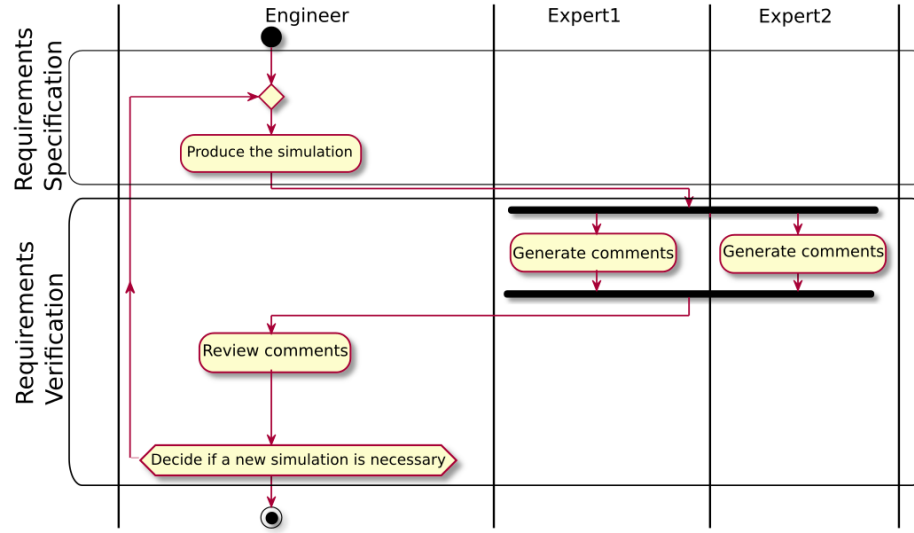 Engineer
Expert1
Expert2
Requirements
Specification
Produce the simulation
Requirements
Verification
Generate comments
Generate comments
Review comments
Decide if a new simulation is necessary